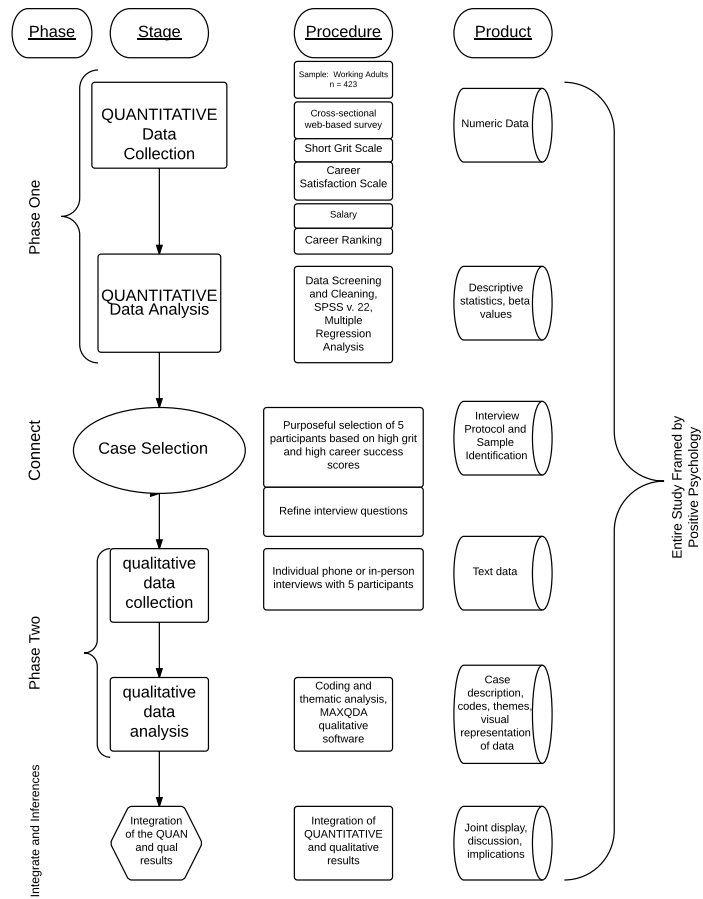 Phase
Stage
Procedure
Product
Phase One
QUANTITATIVE
Data
Collection
Sample: Working Adults
n = 423
Cross-sectional
web-based survey
Short Grit Scale
Career
Satisfaction Scale
Salary
Career Ranking
Numeric Data
QUANTITATIVE
Data Analysis
Data Screening
and Cleaning,
SPSS v. 22,
Multiple
Regression
Analysis
Descriptive
statistics, beta
values
Connect
Case Selection
Purposeful selection of 5
participants based on high grit
and high career success
scores
Refine interview questions
Interview
Protocol and
Sample
Identification
Phase Two
qualitative
data
collection
Individual phone or in-person
interviews with 5 participants
Text data
qualitative
data
analysis
Coding and
thematic analysis,
MAXQDA
qualitative
software
Case
description,
codes, themes,
visual
representation
of data
Integrate and Inferences
Integration
of the QUAN
and qual
results
Integration of
QUANTITATIVE
and qualitative
results
Joint display,
discussion,
implications
Entire Study Framed by
Positive Psychology